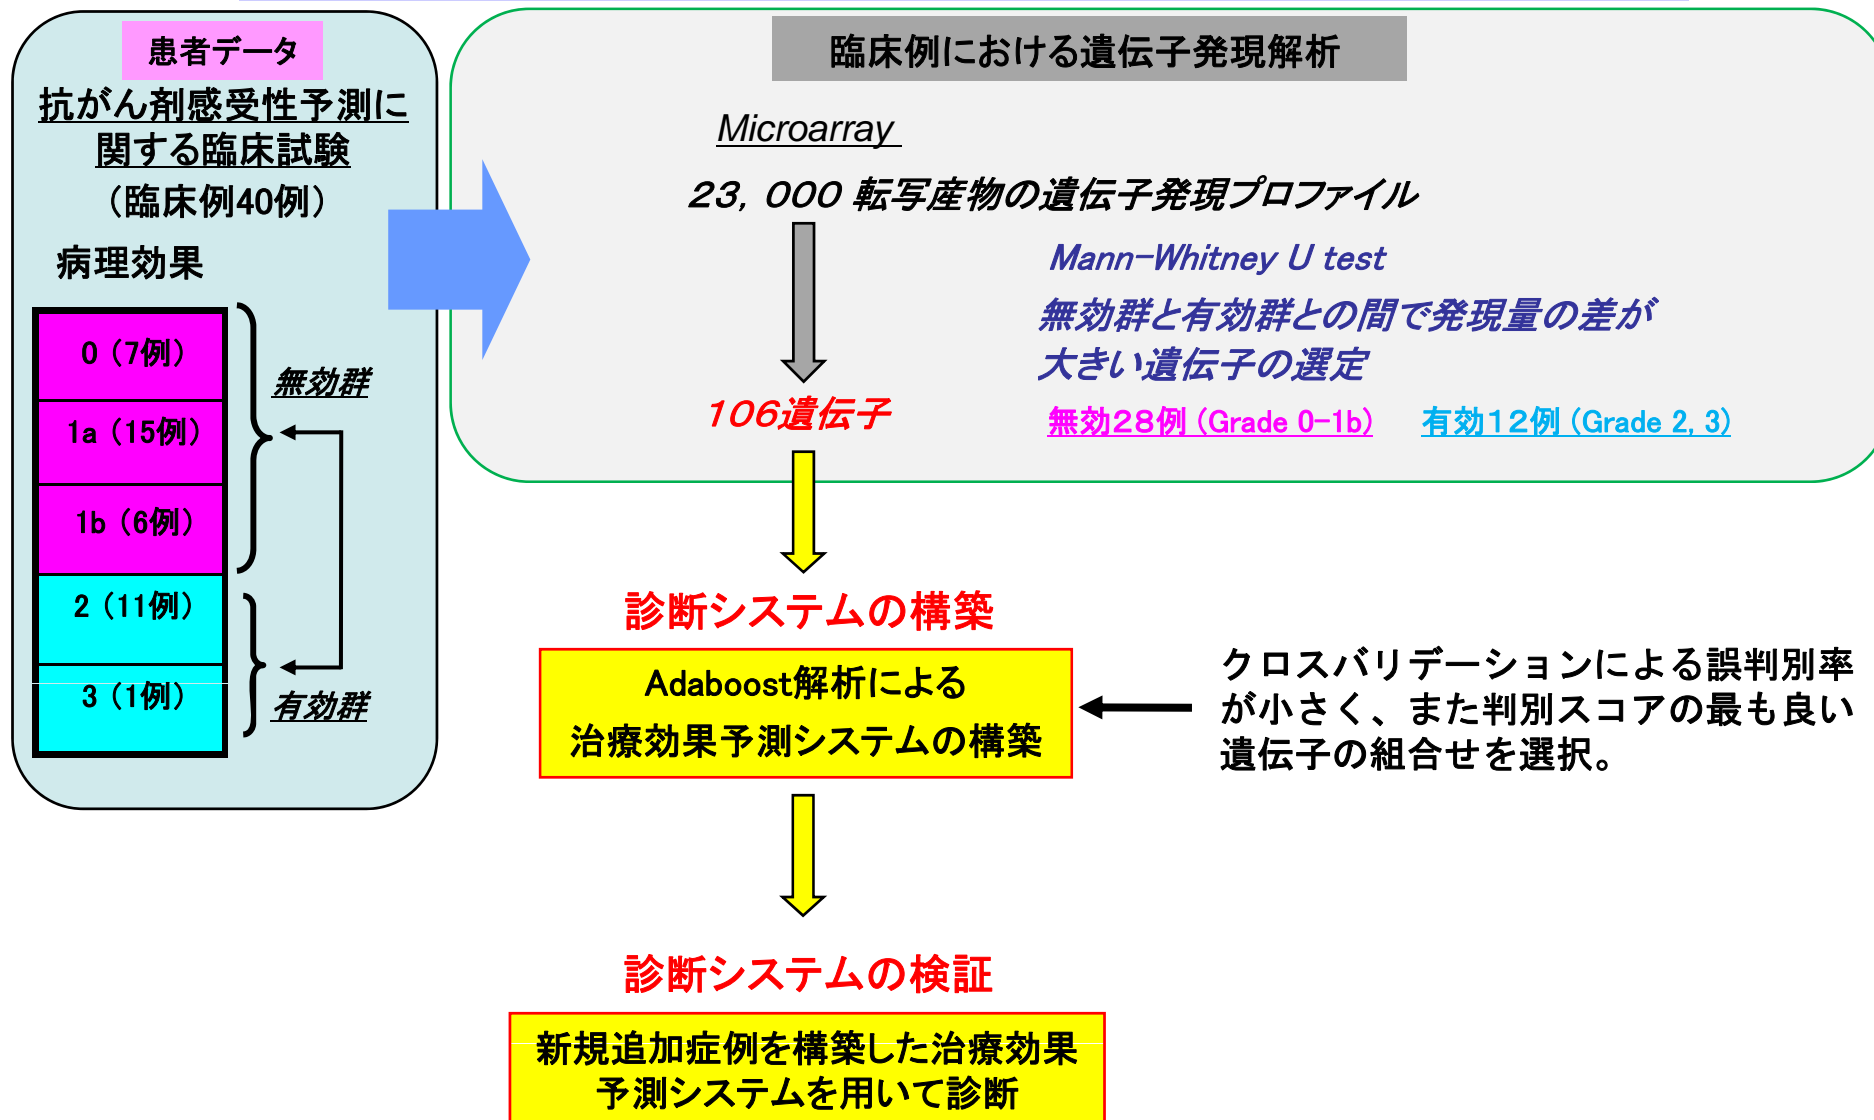 患者データ
抗がん剤感受性予測に
関する臨床試験
（臨床例40例）
病理効果
0（7例）
1a（15例）
1b（6例）
2（11例）
3（1例）
無効群
有効群
臨床例における遺伝子発現解析
Microarray
２３，０００ 転写産物の遺伝子発現プロファイル
Mann-Whitney U test
無効群と有効群との間で発現量の差が
大きい遺伝子の選定
１０６遺伝子
無効２８例 (Grade 0-1b) 有効１２例 (Grade 2, 3)
診断システムの構築
Adaboost解析による
治療効果予測システムの構築
クロスバリデーションによる誤判別率
が小さく、また判別スコアの最も良い
遺伝子の組合せを選択。
診断システムの検証
新規追加症例を構築した治療効果
予測システムを用いて診断